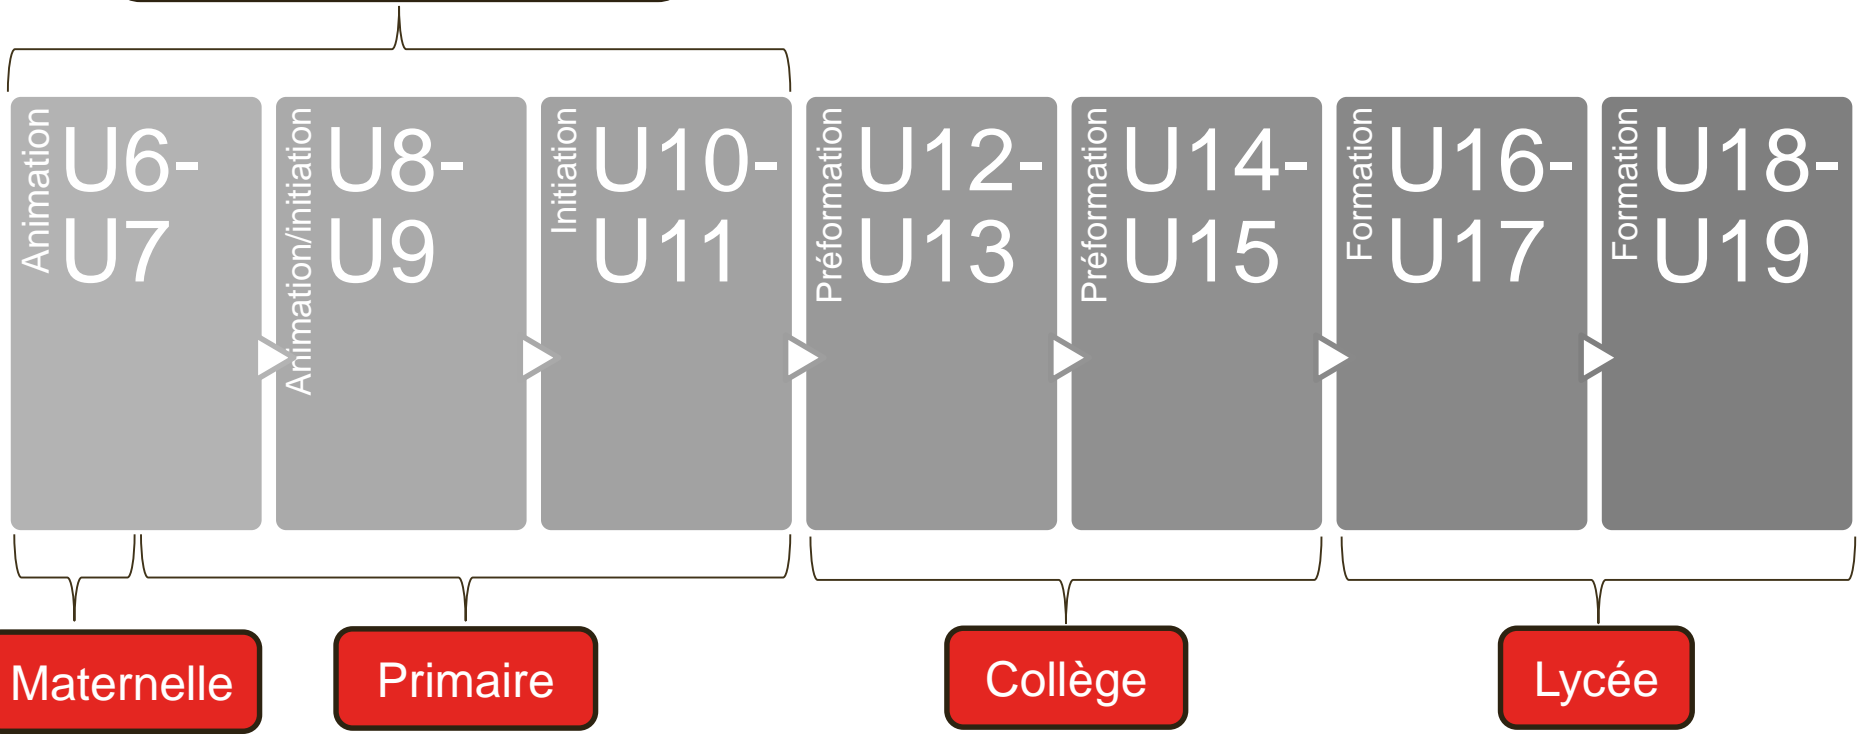 Animation
U6-
U7
Animation/initiation
U8-
U9
Initiation
U10-
U11
Préformation
U12-
U13
Préformation
U14-
U15
Formation
U16-
U17
Formation
U18-
U19
Maternelle
Primaire
Collège
Lycée